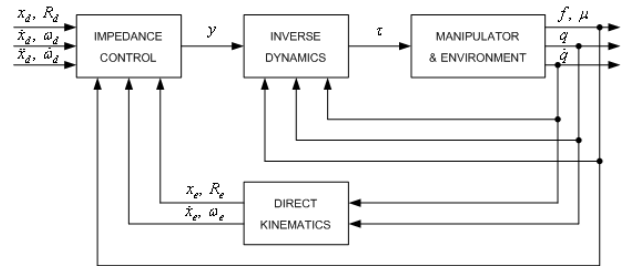 x_d, R_d
ẋ_d, ω_d
ẍ_d, ω̇_d
IMPEDANCE
CONTROL
y
INVERSE
DYNAMICS
τ
MANIPULATOR
& ENVIRONMENT
f, μ
q
q̇
x_e, R_e
ẋ_e, ω_e
DIRECT
KINEMATICS